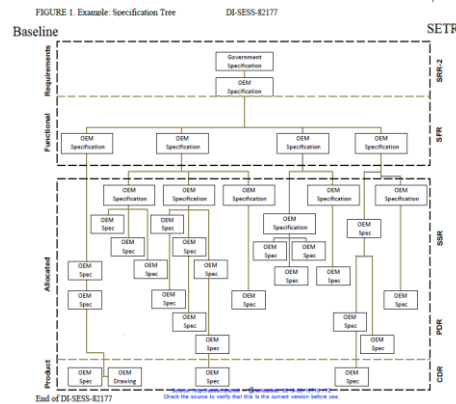 FIGURE 1. Example: Specification Tree DI-SESS-82177
Baseline
SETR
Requirements
Government
Specification
OEM
Specification
SRR-2
Functional
OEM
Specification
OEM
Specification
OEM
Specification
OEM
Specification
SFR
Allocated
OEM
Specification
OEM
Specification
OEM
Specification
OEM
Specification
OEM
Specification
OEM
Specification
OEM
Spec
OEM
Spec
OEM
Spec
OEM
Spec
OEM
Spec
OEM
Spec
OEM
Spec
OEM
Spec
OEM
Spec
OEM
Spec
OEM
Spec
OEM
Spec
OEM
Spec
OEM
Spec
OEM
Spec
OEM
Spec
OEM
Spec
OEM
Spec
OEM
Spec
OEM
Spec
SSR
PDR
Product
OEM
Spec
OEM
Drawing
OEM
Spec
OEM
Spec
CDR
End of DI-SESS-82177
Check the source to verify that this is the current version before use.